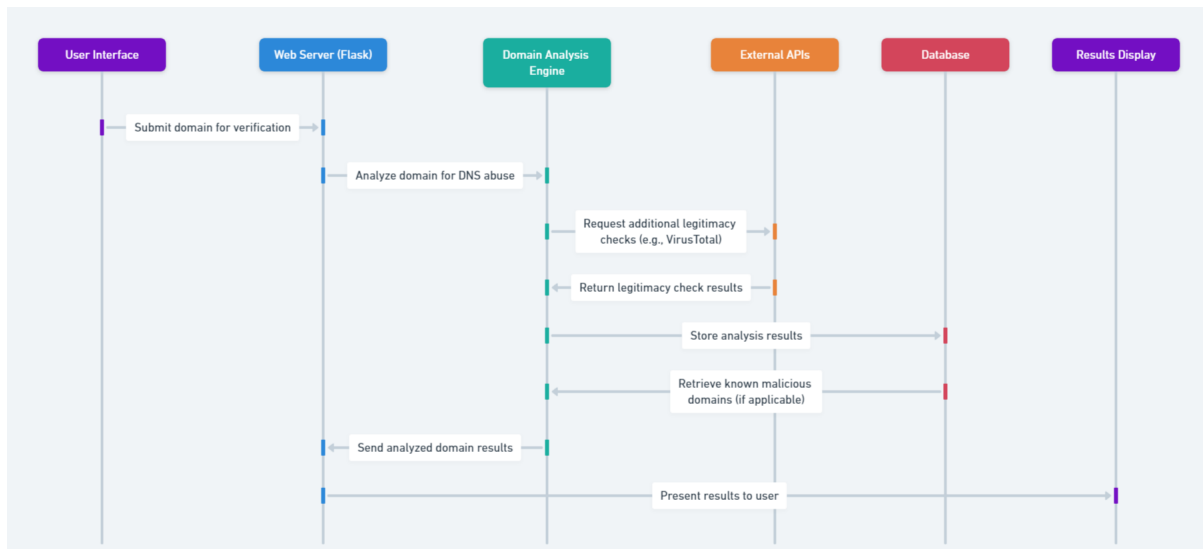 User Interface
Web Server (Flask)
Domain Analysis
Engine
External APIs
Database
Results Display
Submit domain for verification
Analyze domain for DNS abuse
Request additional legitimacy
checks (e.g., VirusTotal)
Return legitimacy check results
Store analysis results
Retrieve known malicious
domains (if applicable)
Send analyzed domain results
Present results to user